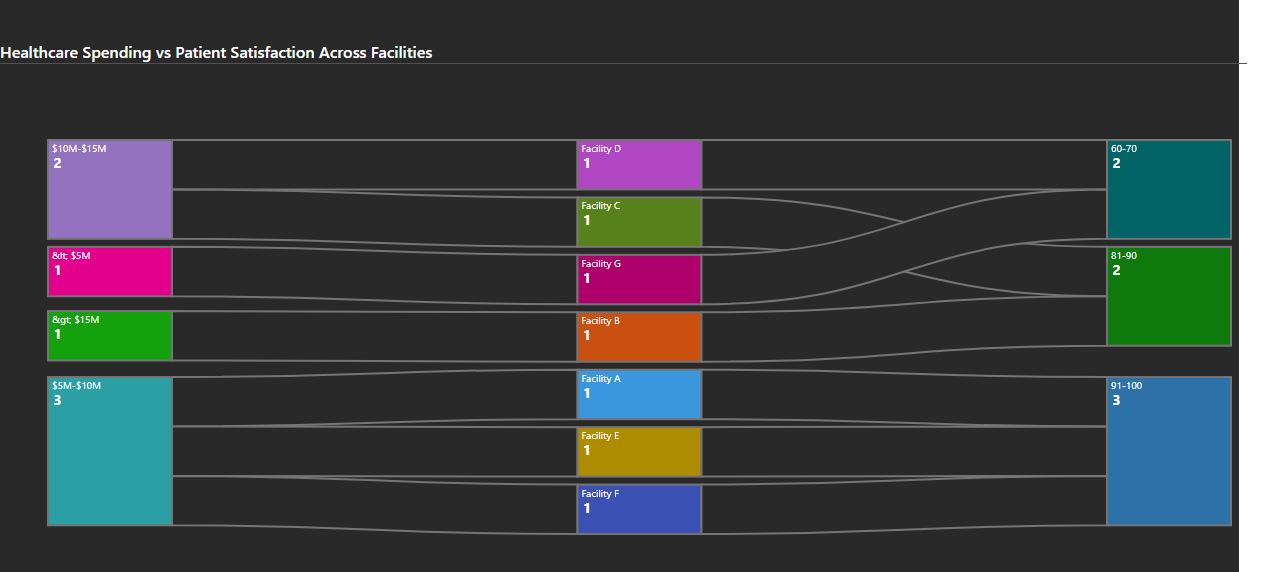 Healthcare Spending vs Patient Satisfaction Across Facilities
$10M-$15M
2
&lt; $5M
1
&gt; $15M
1
$5M-$10M
3
Facility D
1
Facility C
1
Facility G
1
Facility B
1
Facility A
1
Facility E
1
Facility F
1
60-70
2
81-90
2
91-100
3